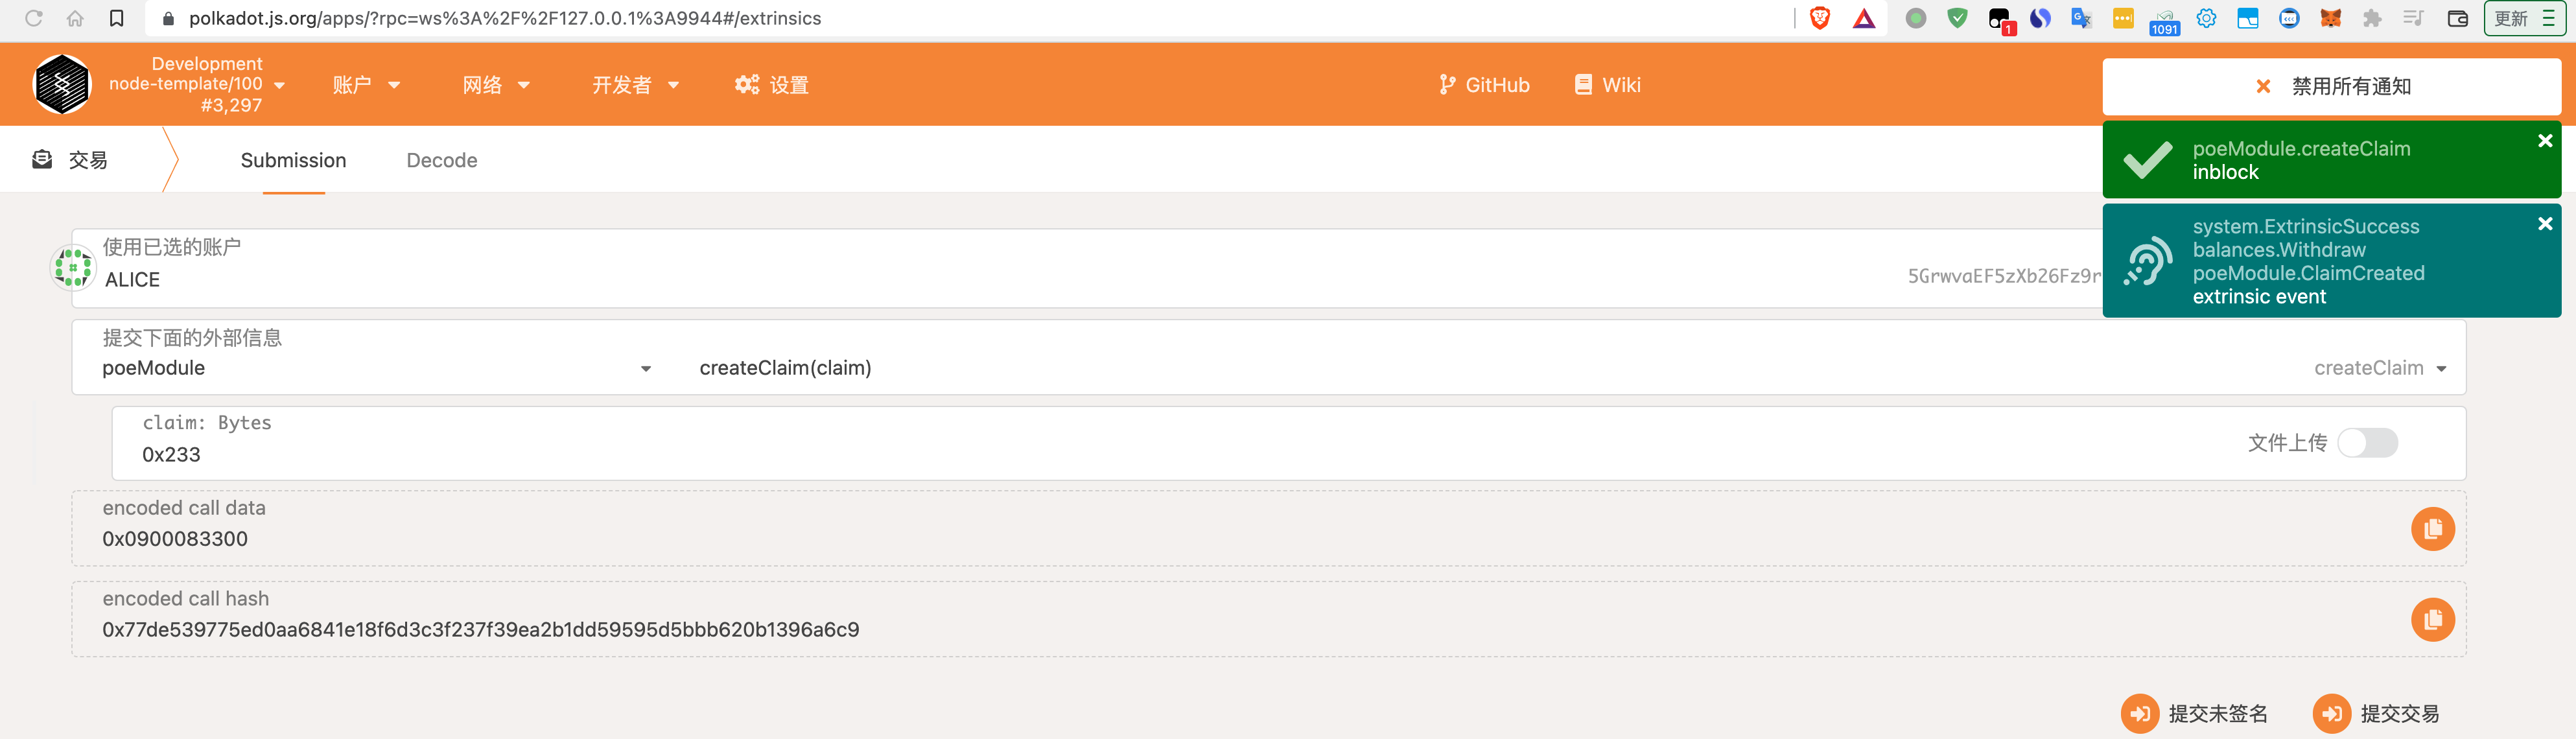 polkadot.js.org/apps/?rpc=ws%3A%2F%2F127.0.0.1%3A9944#/extrinsics
1
1091
更新
Development
node-template/100
#3,297
账户
网络
开发者
设置
GitHub
Wiki
禁用所有通知
poeModule.createClaim
inblock
交易
Submission
Decode
system.ExtrinsicSuccess
balances.Withdraw
poeModule.ClaimCreated
extrinsic event
使用已选的账户
ALICE
5GrwvaEF5zXb26Fz9r
提交下面的外部信息
poeModule
createClaim(claim)
createClaim
claim: Bytes
0x233
文件上传
encoded call data
0x0900083300
encoded call hash
0x77de539775ed0aa6841e18f6d3c3f237f39ea2b1dd59595d5bbb620b1396a6c9
提交未签名
提交交易